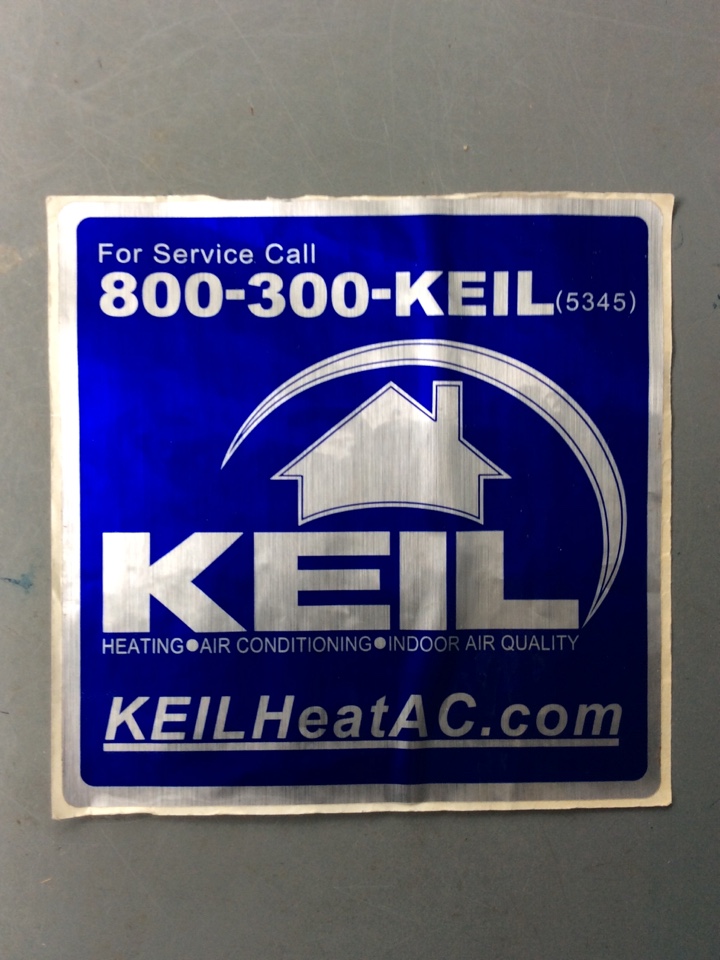 For Service Call
800-300-KEIL(5345)
KEIL
HEATING●AIR CONDITIONING●INDOOR AIR QUALITY
KEILHeatAC.com